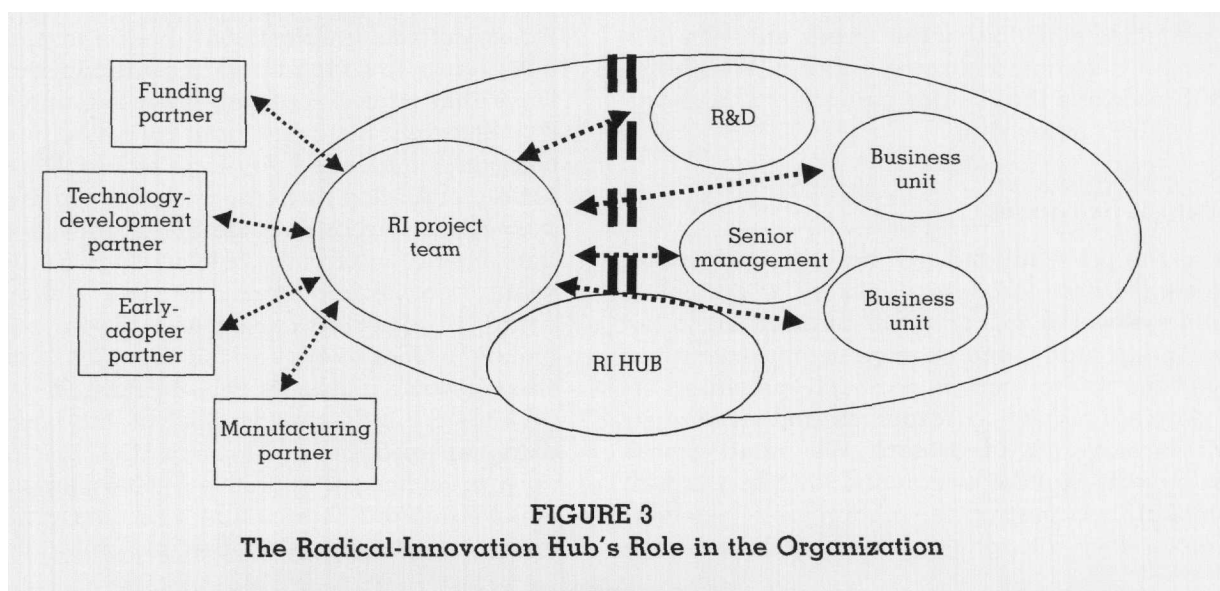 Funding
partner
Technology-
development
partner
Early-
adopter
partner
Manufacturing
partner
RI project
team
R&D
Business
unit
Senior
management
Business
unit
RI HUB
FIGURE 3
The Radical-Innovation Hub's Role in the Organization